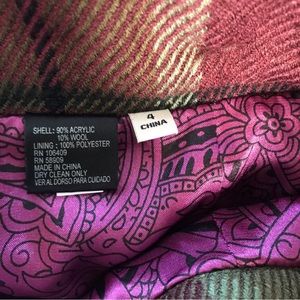 SHELL: 90% ACRYLIC
10% WOOL
LINING : 100% POLYESTER
RN 106409
RN 58909
MADE IN CHINA
DRY CLEAN ONLY
VER AL DORSO PARA CUIDADO
4
CHINA